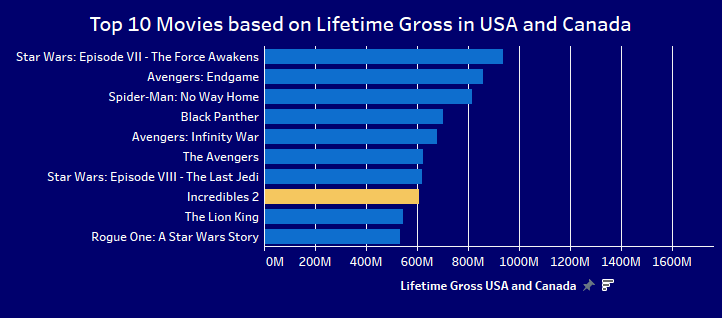 Top 10 Movies based on Lifetime Gross in USA and Canada
Star Wars: Episode VII - The Force Awakens
Avengers: Endgame
Spider-Man: No Way Home
Black Panther
Avengers: Infinity War
The Avengers
Star Wars: Episode VIII - The Last Jedi
Incredibles 2
The Lion King
Rogue One: A Star Wars Story
0M 200M 400M 600M 800M 1000M 1200M 1400M 1600M
Lifetime Gross USA and Canada